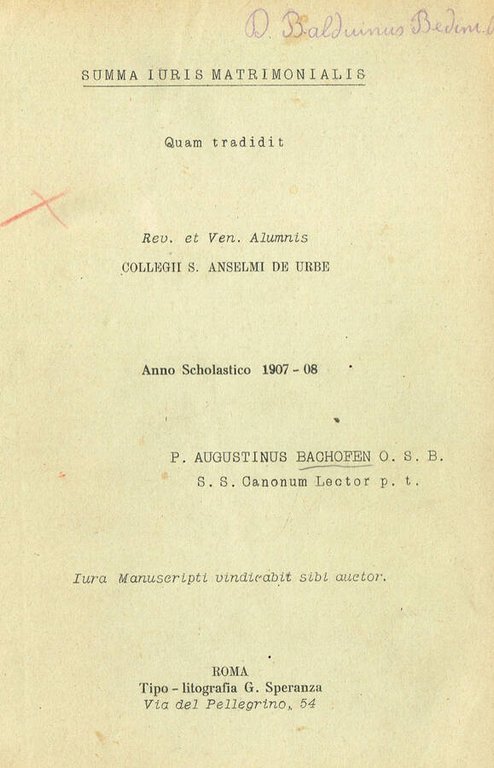 D. Balduinus Bedini
SUMMA IURIS MATRIMONIALIS
Quam tradidit
Rev. et Ven. Alumnis
COLLEGII S. ANSELMI DE URBE
Anno Scholastico 1907 - 08
P. AUGUSTINUS BACHOFEN O. S. B.
S. S. Canonum Lector p. t.
Iura Manuscripti vindicabit sibi auctor.
ROMA
Tipo - litografia G. Speranza
Via del Pellegrino, 54